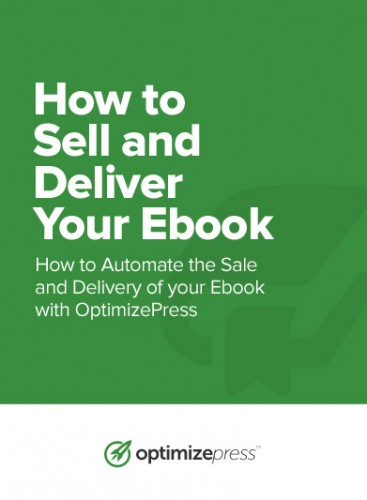 How to
Sell and
Deliver
Your Ebook
How to Automate the Sale
and Delivery of your Ebook
with OptimizePress
optimizepress™